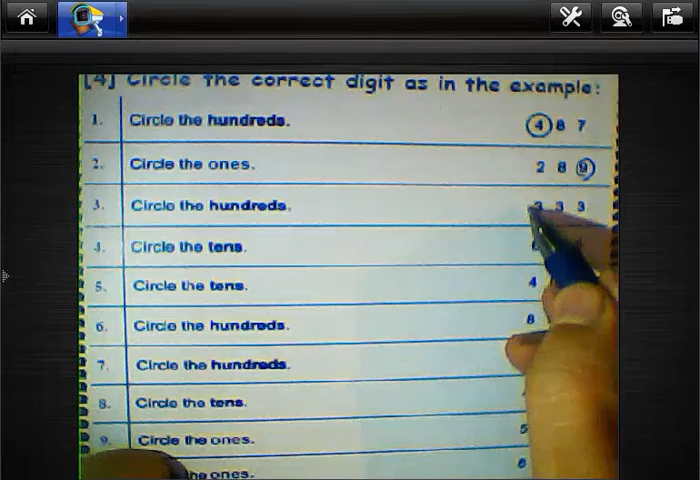 [4] Circle the correct digit as in the example:
1. Circle the hundreds. 4 8 7
2. Circle the ones. 2 8 9
3. Circle the hundreds. 3 3 3
4. Circle the tens.
5. Circle the tens. 4
6. Circle the hundreds. 8
7. Circle the hundreds.
8. Circle the tens.
9. Circle the ones. 5
the ones. 6